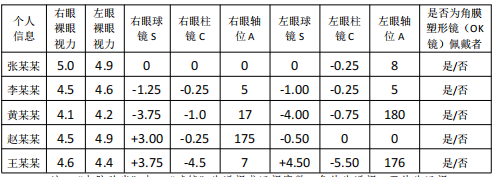 个人信息 右眼裸眼视力 左眼裸眼视力 右眼球镜S 右眼柱镜C 右眼轴位A 左眼球镜S 左眼柱镜C 左眼轴位A 是否为角膜塑形镜（OK镜）佩戴者
张某某 5.0 4.9 0 0 0 0 -0.25 8 是/否
李某某 4.5 4.6 -1.25 -0.25 5 -1.00 -0.25 5 是/否
黄某某 4.1 4.2 -3.75 -1.0 17 -4.00 -0.75 180 是/否
赵某某 4.5 4.9 +3.00 -0.25 175 -0.50 0 0 是/否
王某某 4.6 4.4 +3.75 -4.5 7 +4.50 -5.50 176 是/否